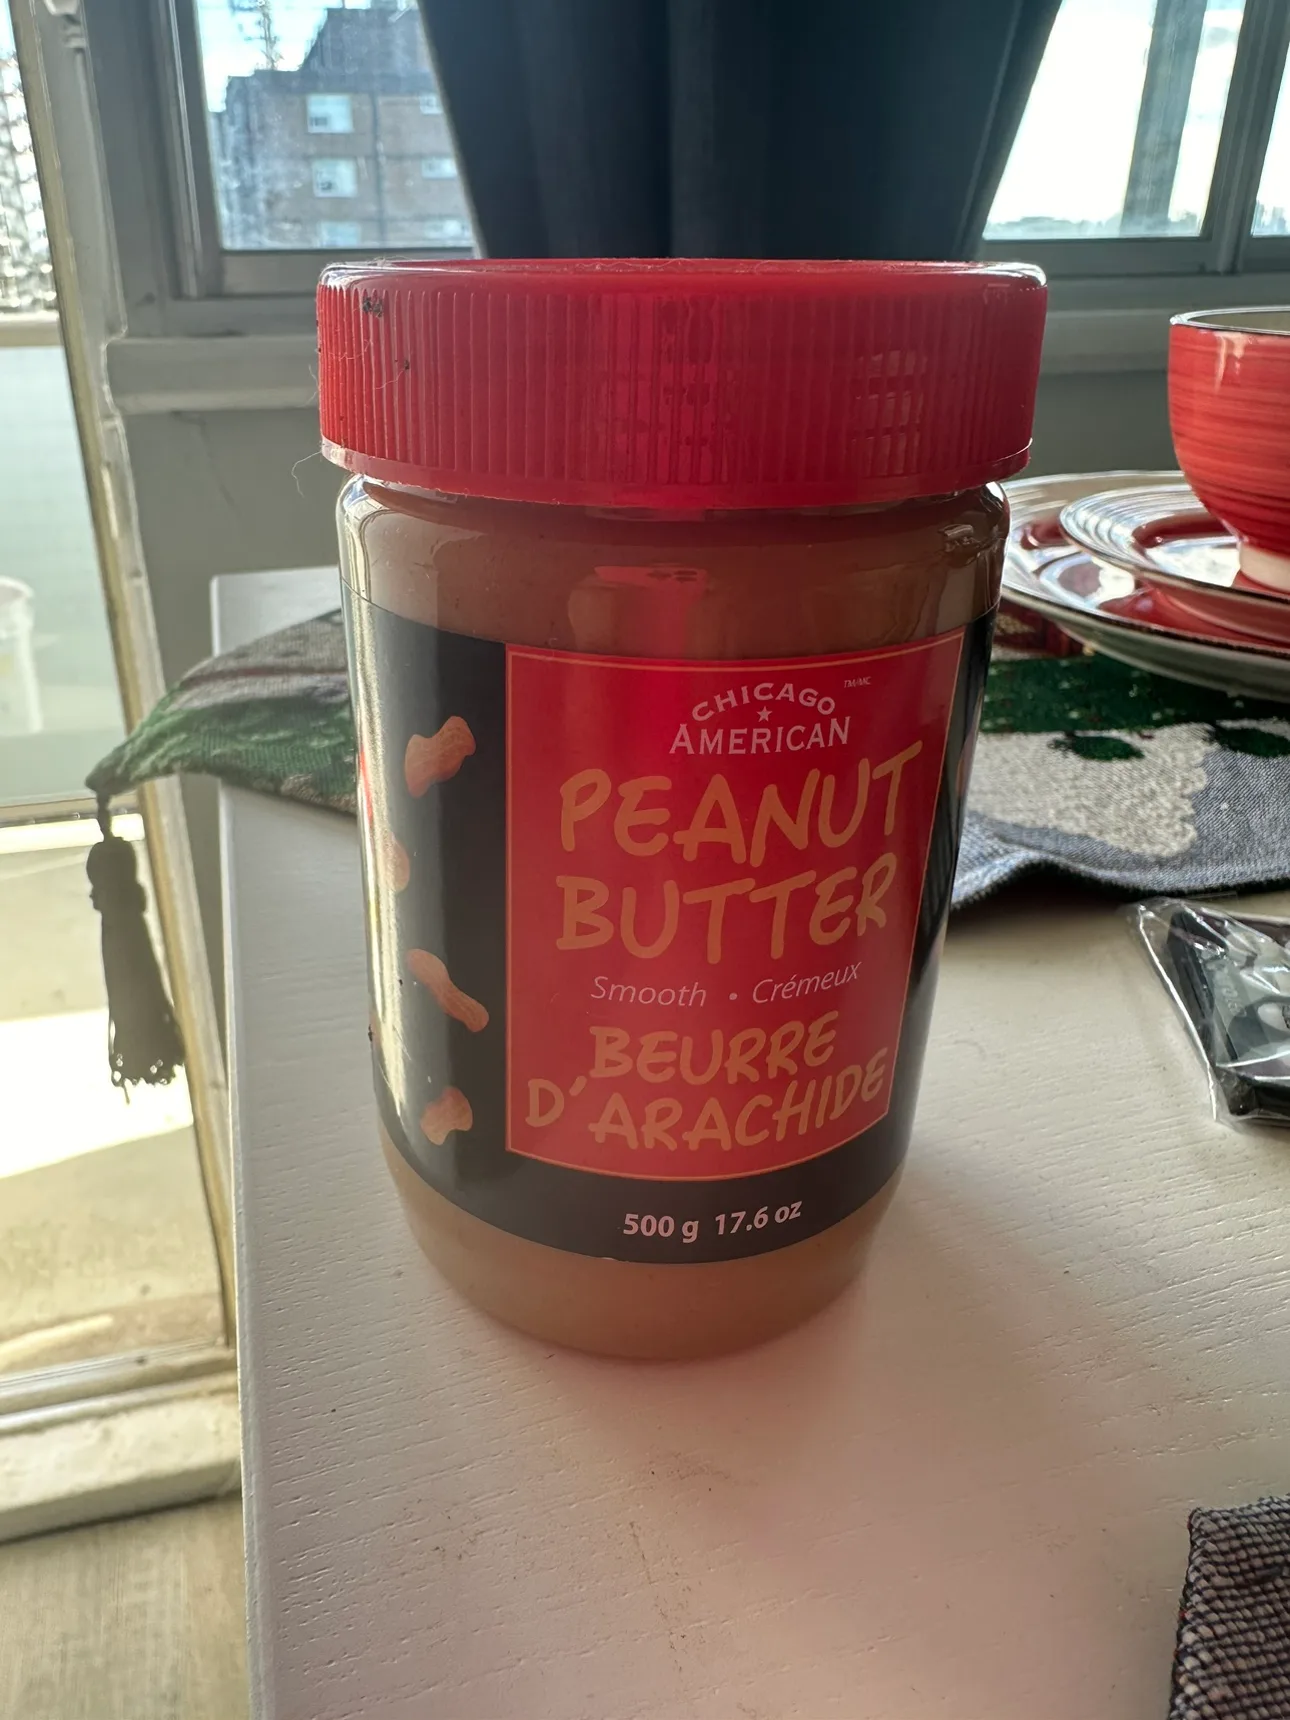 CHICAGO
TM/MC
AMERICAN
PEANUT
BUTTER
Smooth • Crémeux
BEURRE
D'ARACHIDE
500 g 17.6 oz